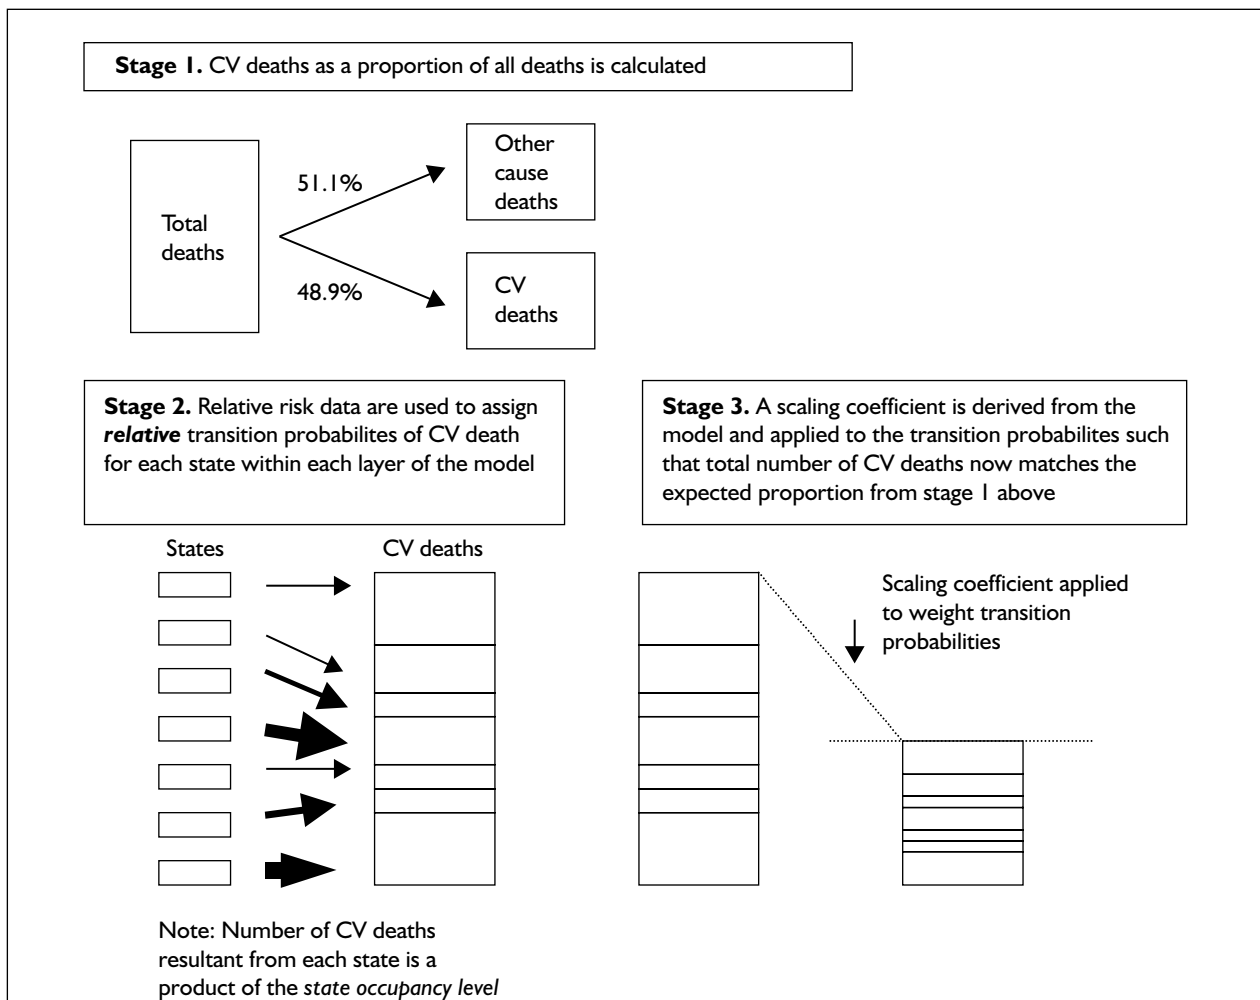 Stage 1. CV deaths as a proportion of all deaths is calculated
Total
deaths
51.1%
48.9%
Other
cause
deaths
CV
deaths
Stage 2. Relative risk data are used to assign
relative transition probabilites of CV death
for each state within each layer of the model
Stage 3. A scaling coefficient is derived from the
model and applied to the transition probabilites such
that total number of CV deaths now matches the
expected proportion from stage 1 above
States
CV deaths
Scaling coefficient applied
to weight transition
probabilities
Note: Number of CV deaths
resultant from each state is a
product of the state occupancy level